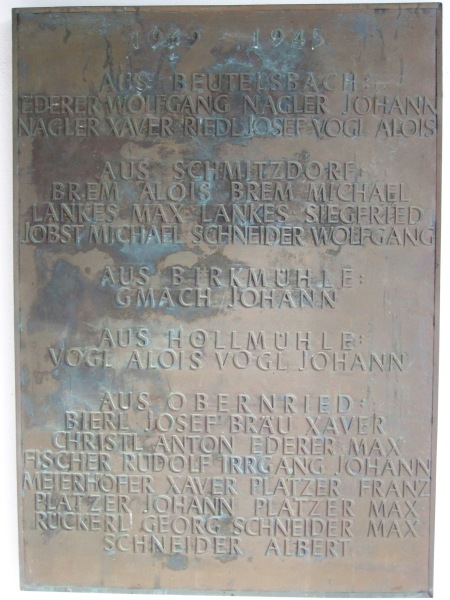 1939 1945
AUS BEUTELSBACH:
EDERER WOLFGANG NAGLER JOHANN
NAGLER XAVER RIEDL JOSEF VOGL ALOIS
AUS SCHMITZDORF:
BREM ALOIS BREM MICHAEL
LANKES MAX LANKES SIEGFRIED
JOBST MICHAEL SCHNEIDER WOLFGANG
AUS BIRKMÜHLE:
GMACH JOHANN
AUS HÖLLMÜHLE:
VOGL ALOIS VOGL JOHANN
AUS OBERNRIED:
BIERL JOSEF BRÄU XAVER
CHRISTL ANTON EDERER MAX
FISCHER RUDOLF IRRGANG JOHANN
MEIERHOFER XAVER PLATZER FRANZ
PLATZER JOHANN PLATZER MAX
RÜCKERL GEORG SCHNEIDER MAX
SCHNEIDER ALBERT